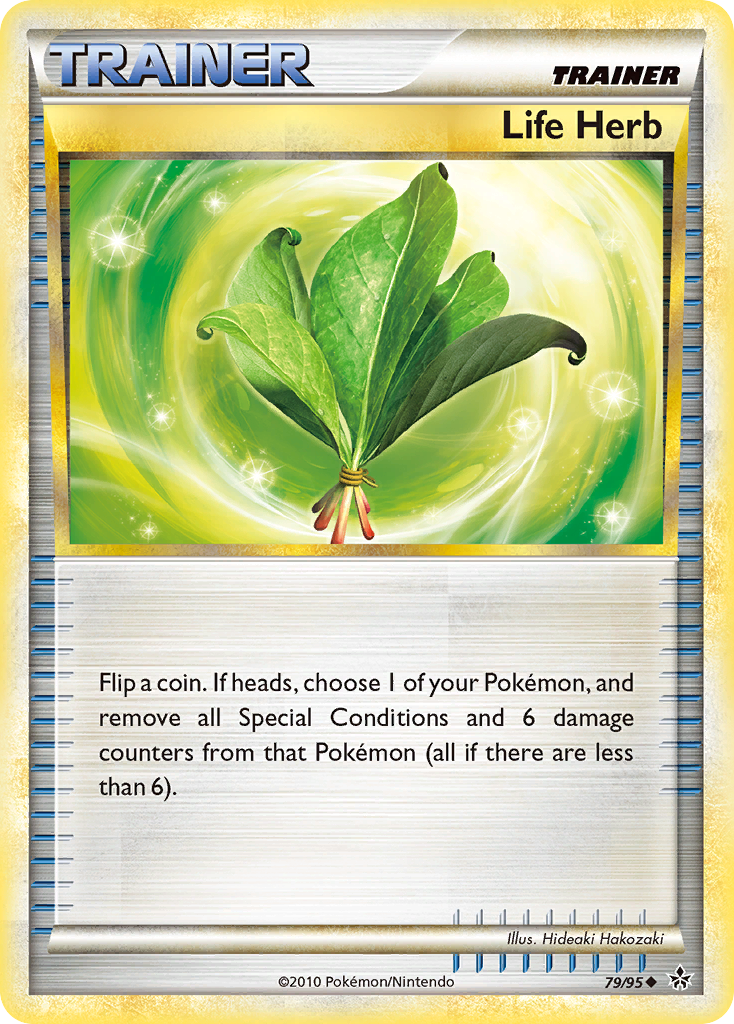 TRAINER
TRAINER
Life Herb
Flip a coin. If heads, choose 1 of your Pokémon, and
remove all Special Conditions and 6 damage
counters from that Pokémon (all if there are less
than 6).
Illus. Hideaki Hakozaki
©2010 Pokémon/Nintendo
79/95